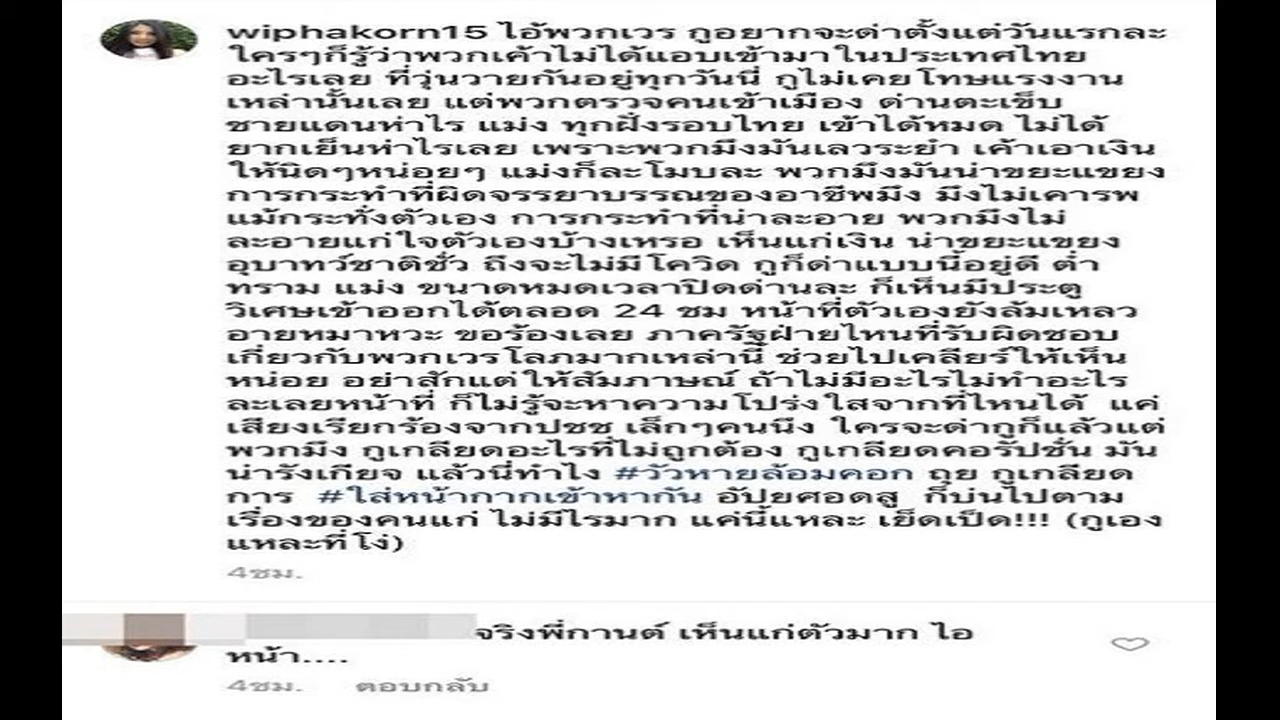 wiphakorn15 ไอ้พวกเวร กูอยากจะด่าตั้งแต่วันแรกละ
ใครๆก็รู้ว่าพวกเค้าไม่ได้แอบเข้ามาในประเทศไทย
อะไรเลย ที่วุ่นวายกันอยู่ทุกวันนี่ กูไม่เคยโทษแรงงาน
เหล่านั้นเลย แต่พวกตรวจคนเข้าเมือง ด่านตะเข็บ
ชายแดนห่าไร แม่ง ทุกฝั่งรอบไทย เข้าได้หมด ไม่ได้
ยากเย็นห่าไรเลย เพราะพวกมึงมันเลวระยำ เค้าเอาเงิน
ให้นิดๆหน่อยๆ แม่งก็ละโมบละ พวกมึงมันน่าขยะแขยง
การกระทำที่ผิดจรรยาบรรณของอาชีพมึง มึงไม่เคารพ
แม้กระทั่งตัวเอง การกระทำที่น่าละอาย พวกมึงไม่
ละอายแก่ใจตัวเองบ้างเหรอ เห็นแก่เงิน น่าขยะแขยง
อุบาทว์ชาติชั่ว ถึงจะไม่มีโควิด กูก็ด่าแบบนี้อยู่ดี ต่ำ
ทราม แม่ง ขนาดหมดเวลาปิดด่านละ ก็เห็นมีประตู
วิเศษเข้าออกได้ตลอด 24 ชม หน้าที่ตัวเองยังล้มเหลว
อายหมาหวะ ขอร้องเลย ภาครัฐฝ่ายไหนที่รับผิดชอบ
เกี่ยวกับพวกเวรโลภมากเหล่านี้ ช่วยไปเคลียร์ให้เห็น
หน่อย อย่าสักแต่ให้สัมภาษณ์ ถ้าไม่มีอะไรไม่ทำอะไร
ละเลยหน้าที่ ก็ไม่รู้จะหาความโปร่งใสจากที่ไหนได้ แค่
เสียงเรียกร้องจากปชช เล็กๆคนนึง ใครจะด่ากูก็แล้วแต่
พวกมึง กูเกลียดอะไรที่ไม่ถูกต้อง กูเกลียดคอรัปชั่น มัน
น่ารังเกียจ แล้วนี่ทำไง #วัวหายล้อมคอก ถุย กูเกลียด
การ #ใส่หน้ากากเข้าหากัน อัปยศอดสู ก็บ่นไปตาม
เรื่องของคนแก่ ไม่มีไรมาก แค่นี้แหละ เย็ดเป็ด!!! (กูเอง
แหละที่โง่)
4ชม.
จริงพี่กานต์ เห็นแก่ตัวมาก ไอ
หน้า....
4ชม. ตอบกลับ